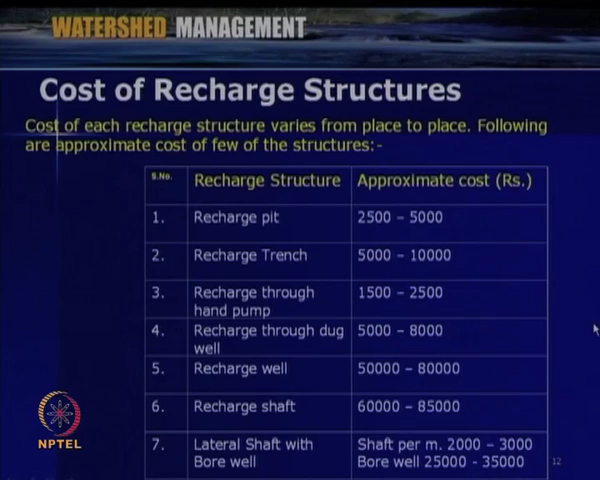 WATERSHED MANAGEMENT
Cost of Recharge Structures
Cost of each recharge structure varies from place to place. Following
are approximate cost of few of the structures:-
S.No. Recharge Structure Approximate cost (Rs.)
1. Recharge pit 2500 – 5000
2. Recharge Trench 5000 – 10000
3. Recharge through 1500 – 2500
hand pump
4. Recharge through dug 5000 – 8000
well
5. Recharge well 50000 – 80000
6. Recharge shaft 60000 – 85000
7. Lateral Shaft with Shaft per m. 2000 – 3000
Bore well Bore well 25000 - 35000
NPTEL
12